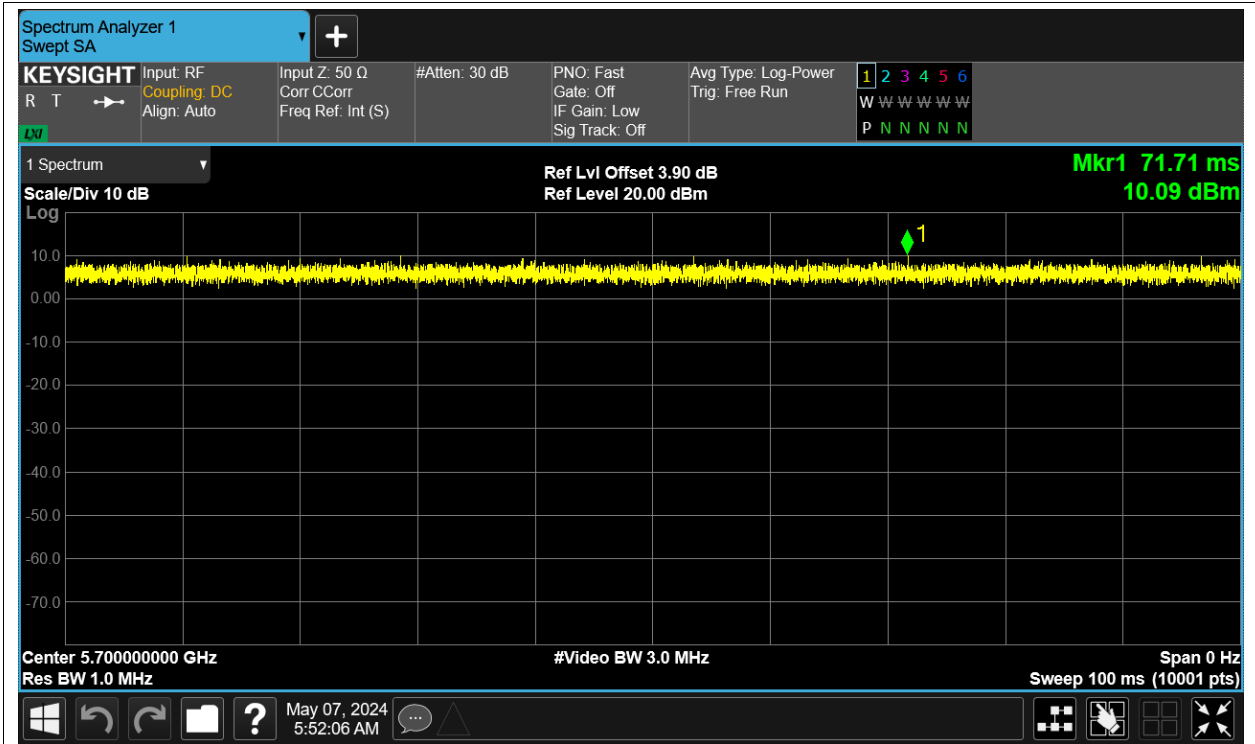 Spectrum Analyzer 1
Swept SA
+
KEYSIGHT
R T
LXI
Input: RF
Coupling: DC
Align: Auto
Input Z: 50 Ω
Corr CCorr
Freq Ref: Int (S)
#Atten: 30 dB
PNO: Fast
Gate: Off
IF Gain: Low
Sig Track: Off
Avg Type: Log-Power
Trig: Free Run
1 2 3 4 5 6
W W W W W W
P N N N N N
1 Spectrum
Scale/Div 10 dB
Log
Ref Lvl Offset 3.90 dB
Ref Level 20.00 dBm
Mkr1 71.71 ms
10.09 dBm
1
10.0
0.00
-10.0
-20.0
-30.0
-40.0
-50.0
-60.0
-70.0
Center 5.700000000 GHz
Res BW 1.0 MHz
#Video BW 3.0 MHz
Span 0 Hz
Sweep 100 ms (10001 pts)
?
May 07, 2024
5:52:06 AM